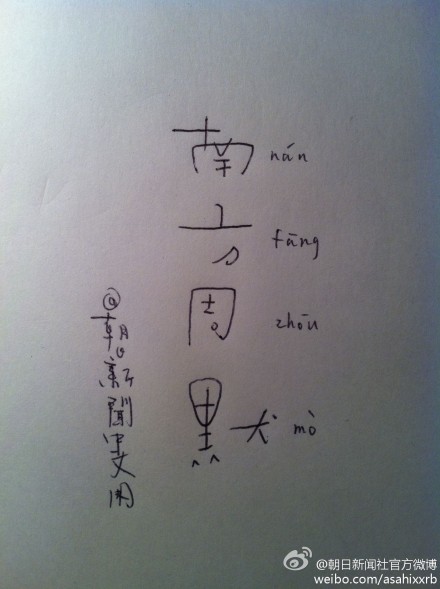 南 nán
方 fāng
周 zhōu
默 mò
@朝日新聞中文网
@朝日新闻社官方微博
weibo.com/asahixxrb